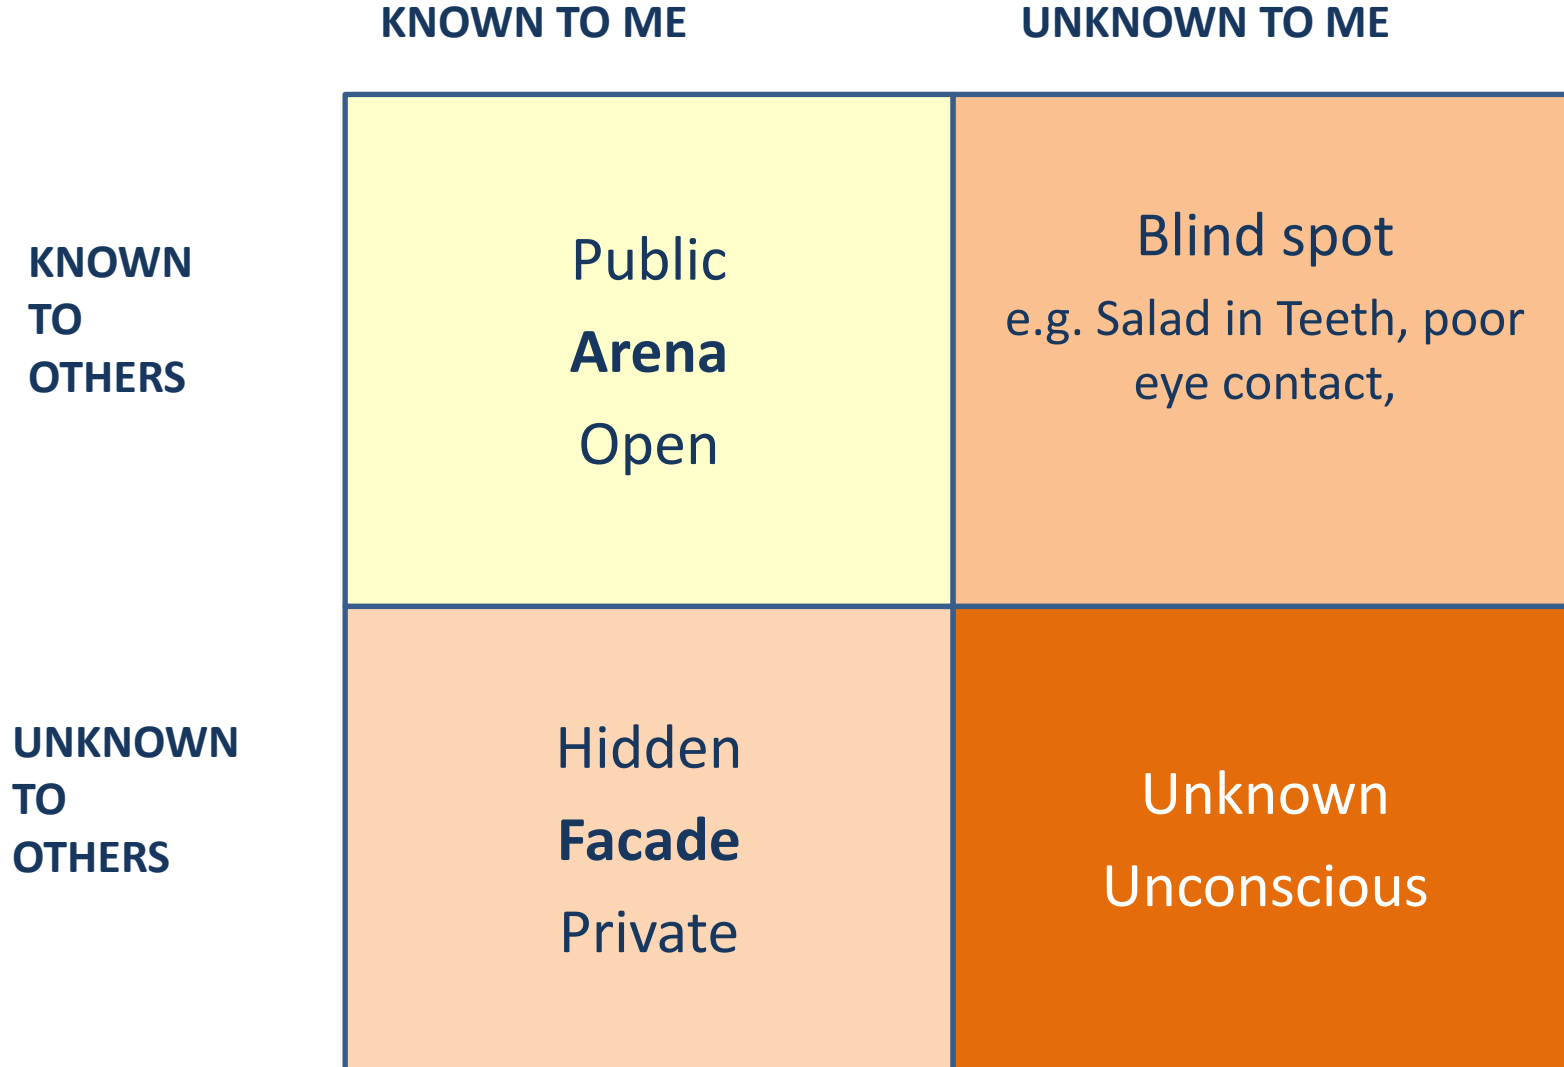 KNOWN TO ME
UNKNOWN TO ME
KNOWN
TO
OTHERS
Public
Arena
Open
Blind spot
e.g. Salad in Teeth, poor
eye contact,
UNKNOWN
TO
OTHERS
Hidden
Facade
Private
Unknown
Unconscious